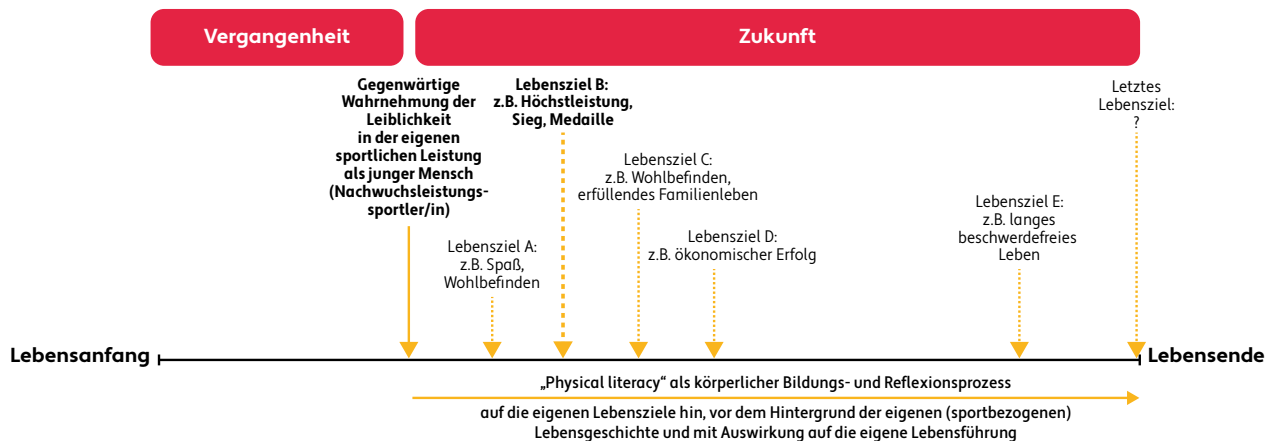 Vergangenheit
Zukunft
Gegenwärtige
Wahrnehmung der
Leiblichkeit
in der eigenen
sportlichen Leistung
als junger Mensch
(Nachwuchsleistungs-
sportler/in)
Lebensziel B:
z.B. Höchstleistung,
Sieg, Medaille
Letztes
Lebensziel:
?
Lebensziel C:
z.B. Wohlbefinden,
erfüllendes Familienleben
Lebensziel E:
z.B. langes
beschwerdefreies
Leben
Lebensziel A:
z.B. Spaß,
Wohlbefinden
Lebensziel D:
z.B. ökonomischer Erfolg
Lebensanfang
Lebensende
„Physical literacy“ als körperlicher Bildungs- und Reflexionsprozess
auf die eigenen Lebensziele hin, vor dem Hintergrund der eigenen (sportbezogenen)
Lebensgeschichte und mit Auswirkung auf die eigene Lebensführung